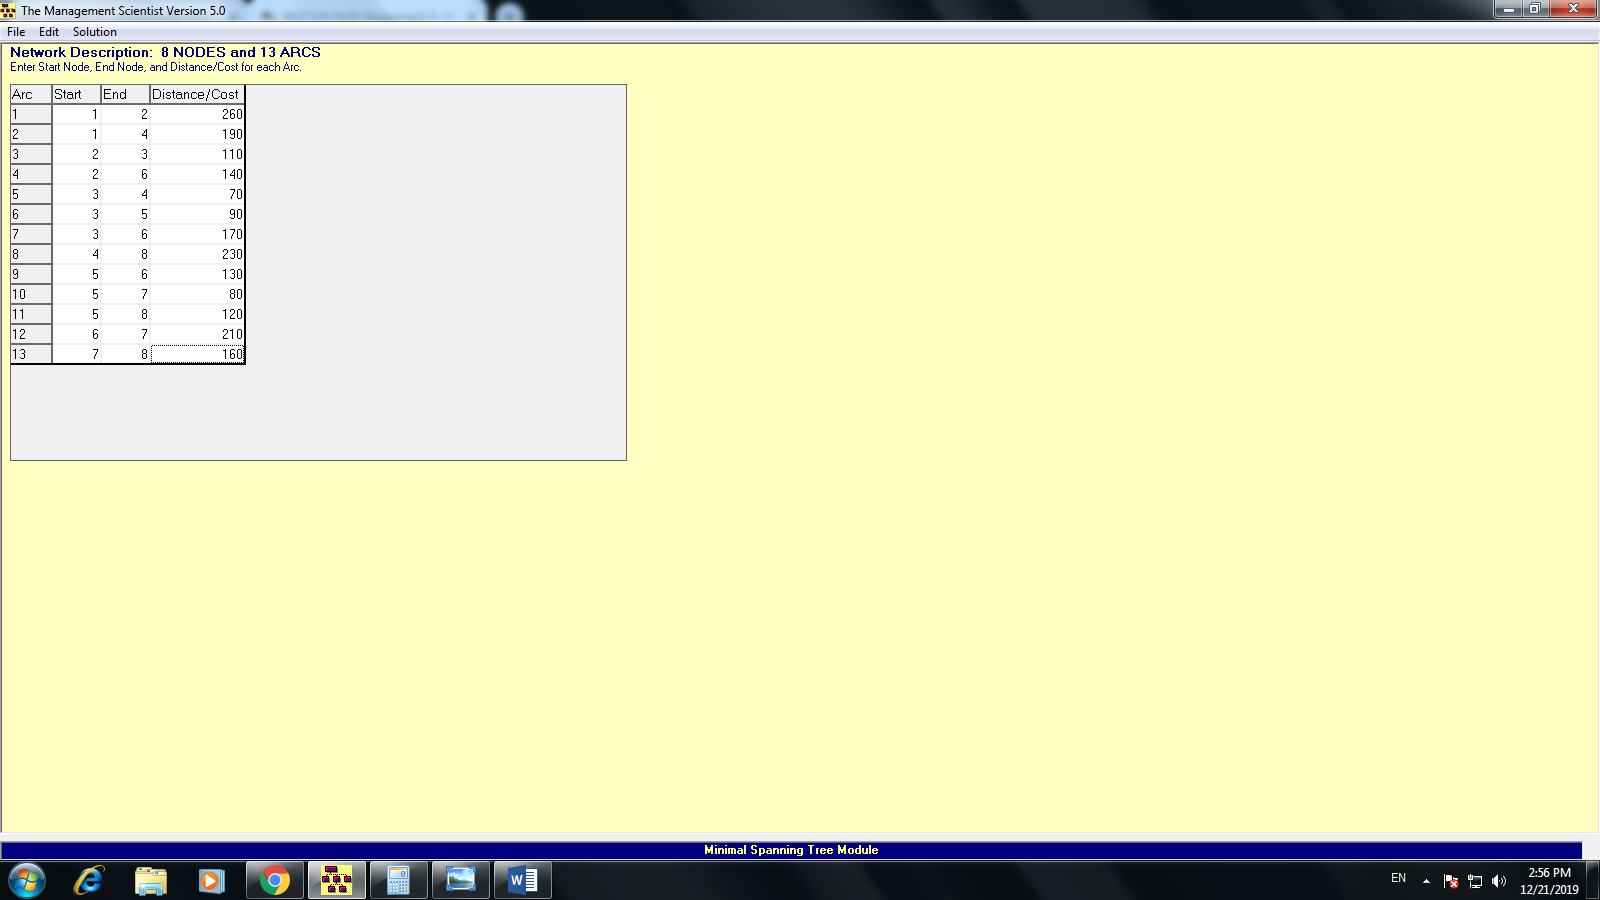 The Management Scientist Version 5.0
File Edit Solution
Network Description: 8 NODES and 13 ARCS
Enter Start Node, End Node, and Distance/Cost for each Arc.
Arc Start End Distance/Cost
1 1 2 260
2 1 4 190
3 2 3 110
4 2 6 140
5 3 4 70
6 3 5 90
7 3 6 170
8 4 8 230
9 5 6 130
10 5 7 80
11 5 8 120
12 6 7 210
13 7 8 160
Minimal Spanning Tree Module
EN
2:56 PM
12/21/2019